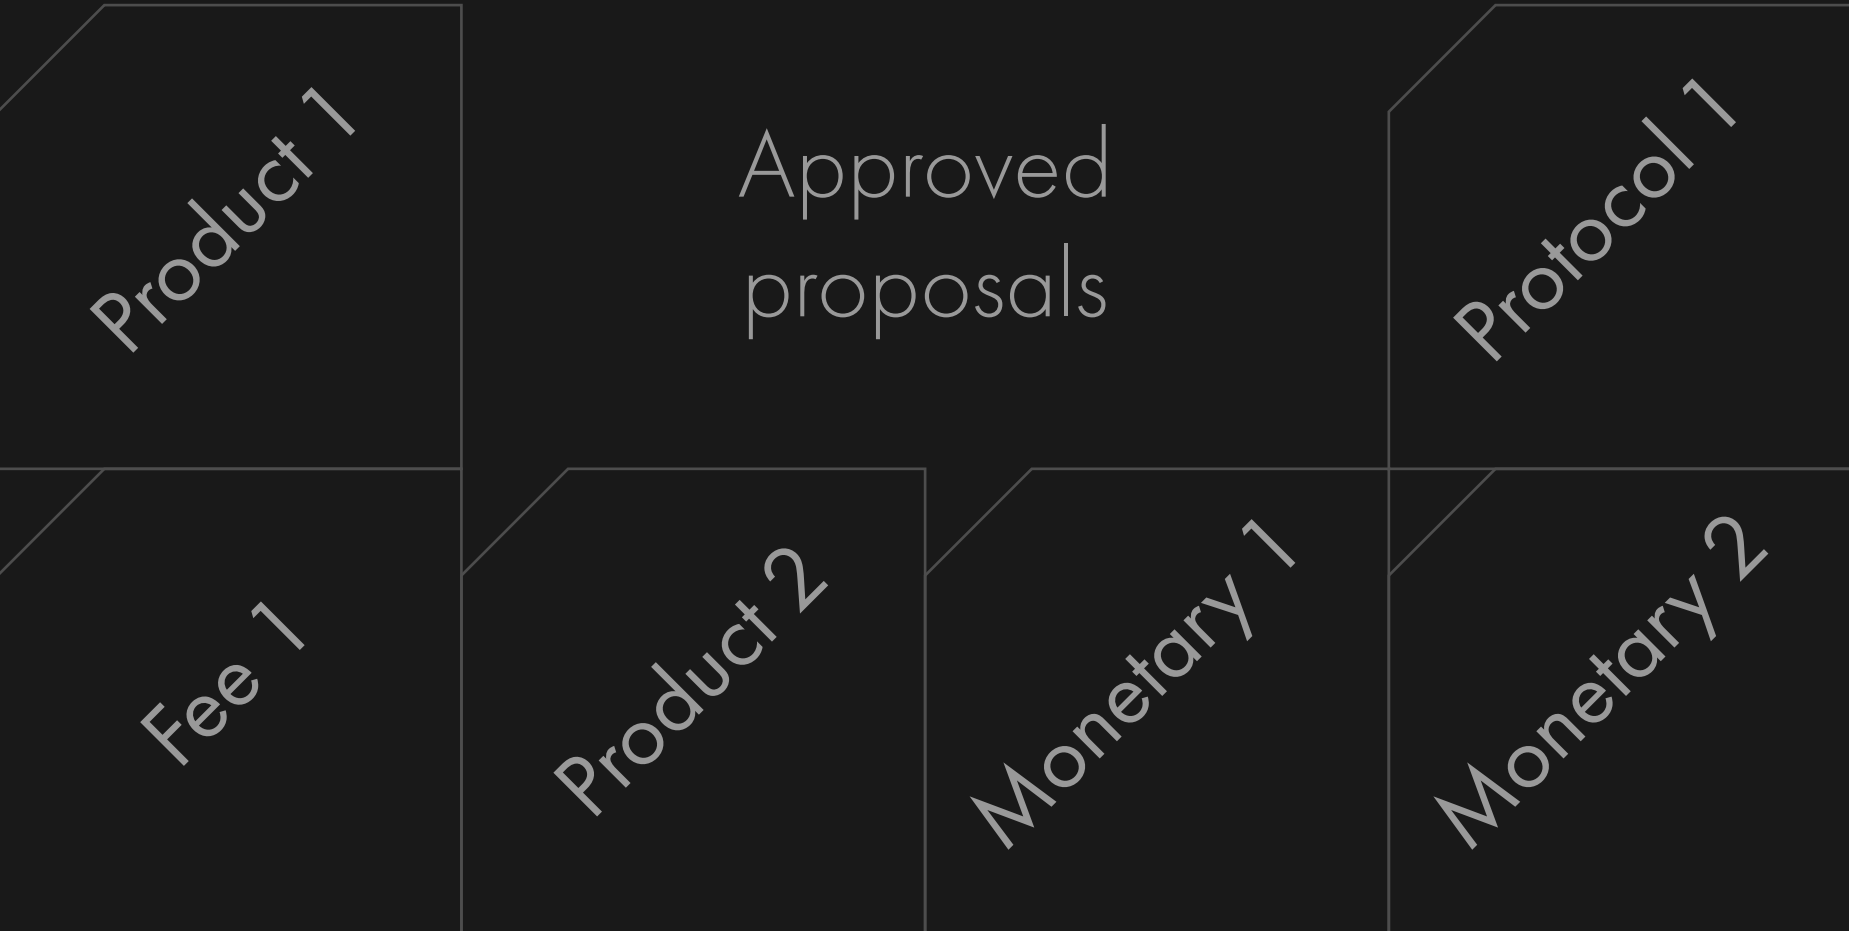 Product 1
Approved
proposals
Protocol 1
Fee 1
Product 2
Monetary 1
Monetary 2